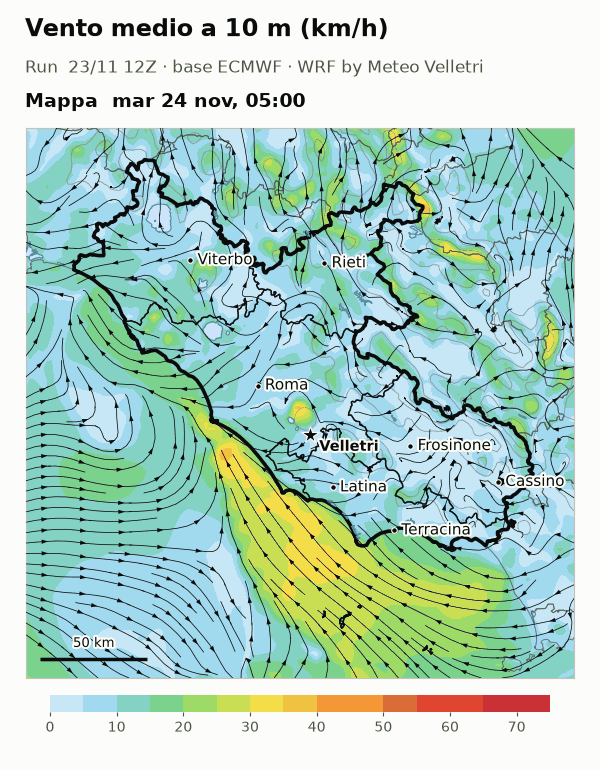 Vento medio a 10 m (km/h)
Run  23/11 12Z · base ECMWF · WRF by Meteo Velletri
Mappa  mar 24 nov, 05:00
Viterbo
Rieti
Roma
Velletri
Frosinone
Cassino
Latina
Terracina
50 km
0 10 20 30 40 50 60 70